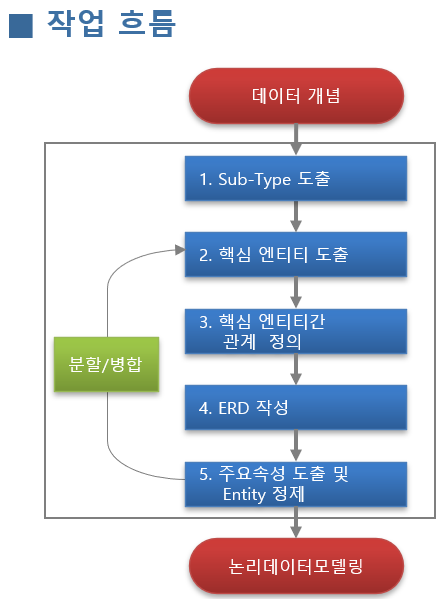 ■ 작업 흐름
데이터 개념
1. Sub-Type 도출
2. 핵심 엔티티 도출
3. 핵심 엔티티간
관계 정의
분할/병합
4. ERD 작성
5. 주요속성 도출 및
Entity 정제
논리데이터모델링